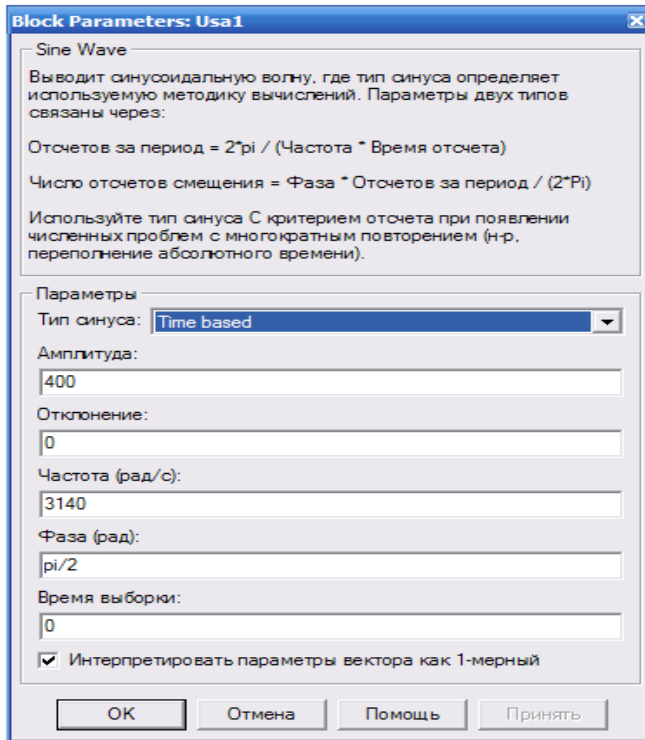 Block Parameters: Usa1
Sine Wave
Выводит синусоидальную волну, где тип синуса определяет
используемую методику вычислений. Параметры двух типов
связаны через:
Отсчетов за период = 2*pi / (Частота * Время отсчета)
Число отсчетов смещения = Фаза * Отсчетов за период / (2*Pi)
Используйте тип синуса С критерием отсчета при появлении
численных проблем с многократным повторением (н-р,
переполнение абсолютного времени).
Параметры
Тип синуса: Time based
Амплитуда:
400
Отклонение:
0
Частота (рад/с):
3140
Фаза (рад):
pi/2
Время выборки:
0
Интерпретировать параметры вектора как 1-мерный
OK Отмена Помощь Принять